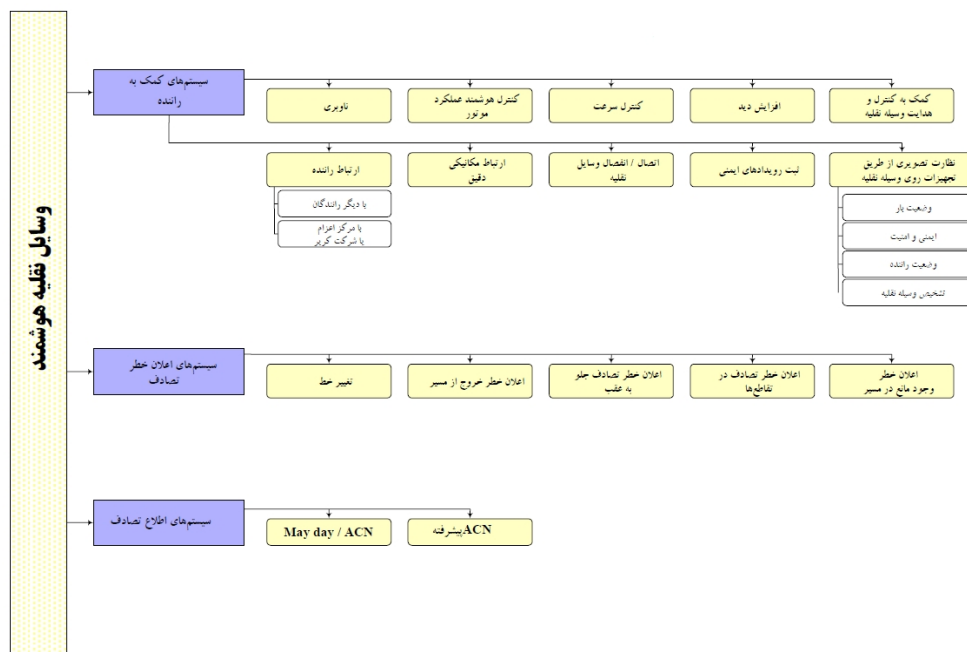 وسایل نقلیه هوشمند
سیستم‌های کمک به
راننده
ناوبری
کنترل هوشمند عملکرد
موتور
کنترل سرعت
افزایش دید
کمک به کنترل و
هدایت وسیله نقلیه
ارتباط راننده
با دیگر رانندگان
با مرکز اعزام
یا شرکت کریر
ارتباط مکانیکی
دقیق
اتصال / انفصال وسایل
نقلیه
ثبت رویدادهای ایمنی
نظارت تصویری از طریق
تجهیزات روی وسیله نقلیه
وضعیت بار
ایمنی و امنیت
وضعیت راننده
تشخیص وسیله نقلیه
سیستم‌های اعلان خطر
تصادف
تغییر خط
اعلان خطر خروج از مسیر
اعلان خطر تصادف جلو
به عقب
اعلان خطر تصادف در
تقاطع‌ها
اعلان خطر
وجود مانع در مسیر
سیستم‌های اطلاع تصادف
May day / ACN
ACNپیشرفته